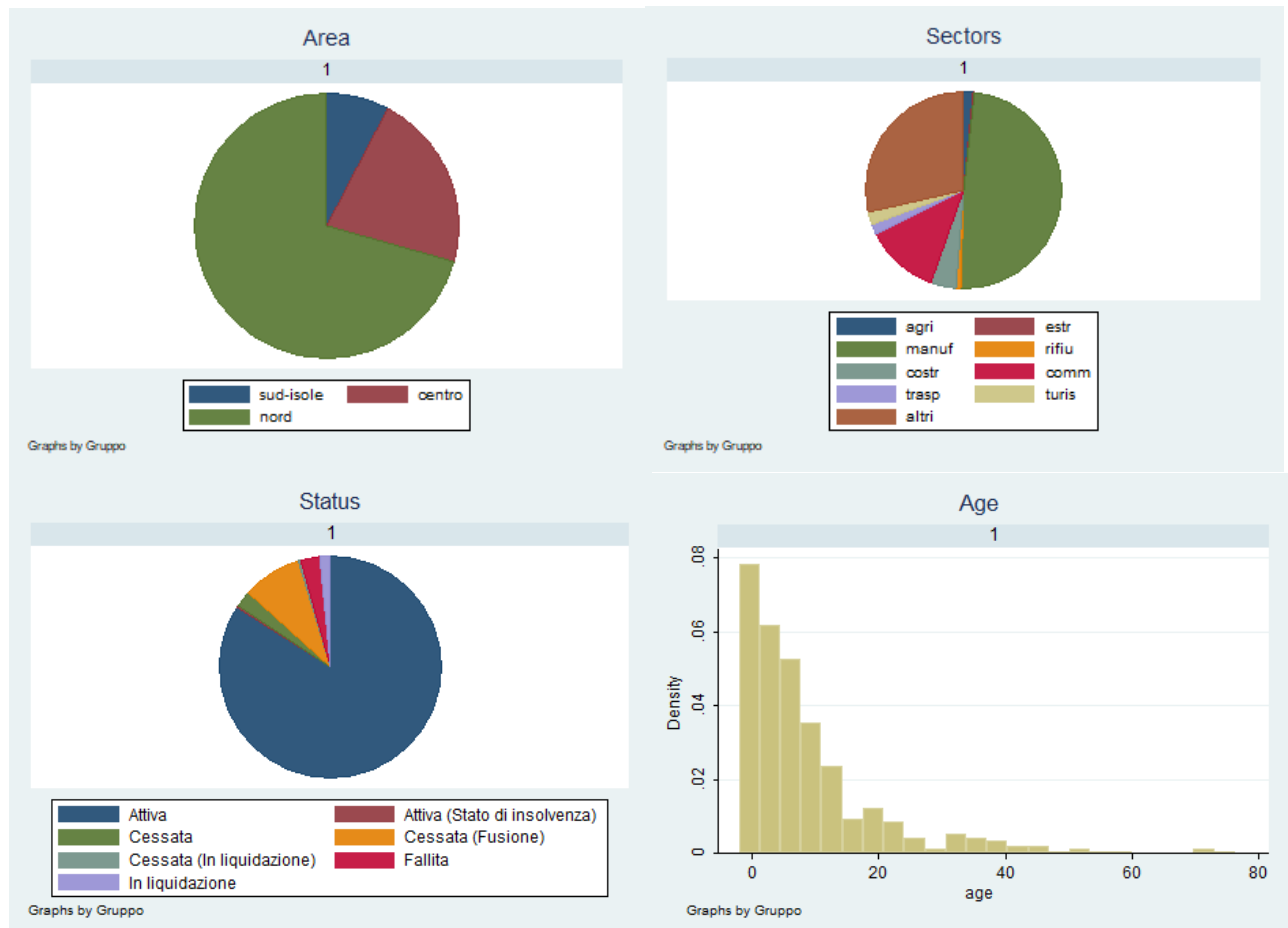 Area
1
sud-isole centro
nord
Graphs by Gruppo
Sectors
1
agri estr
manuf rifiu
costr comm
trasp turis
altri
Graphs by Gruppo
Status
1
Attiva Attiva (Stato di insolvenza)
Cessata Cessata (Fusione)
Cessata (In liquidazione) Fallita
In liquidazione
Graphs by Gruppo
Age
1
.08
.06
.04
.02
0
Density
0 20 40 60 80
age
Graphs by Gruppo